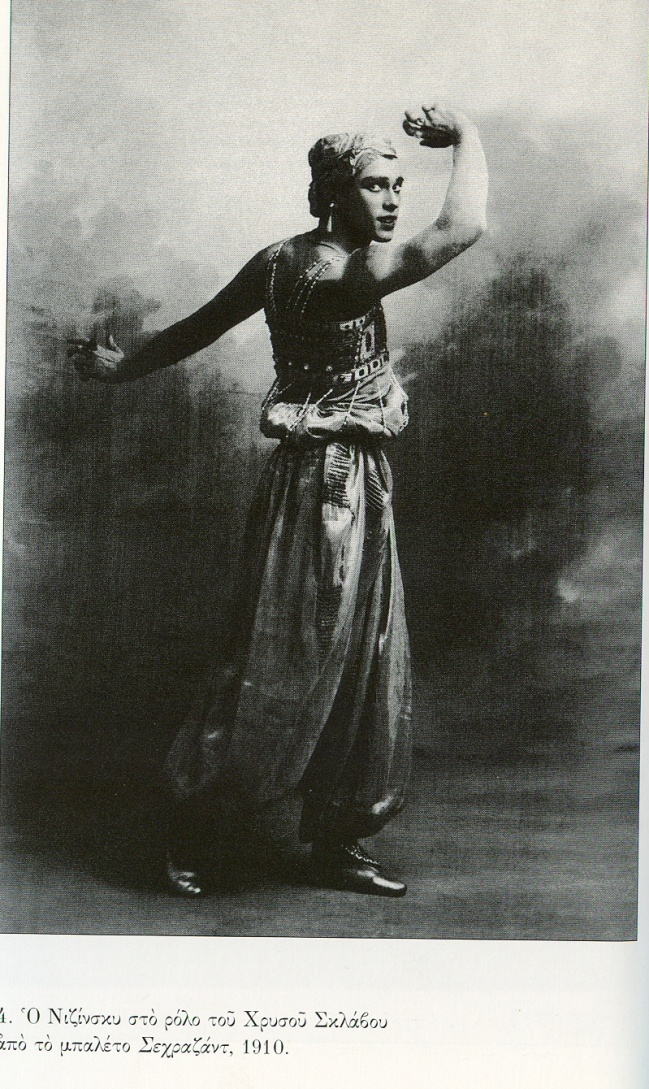 4. Ὁ Νιζίνσκυ στὸ ρόλο τοῦ Χρυσοῦ Σκλάβου
ἀπὸ τὸ μπαλέτο Σεχραζάντ, 1910.